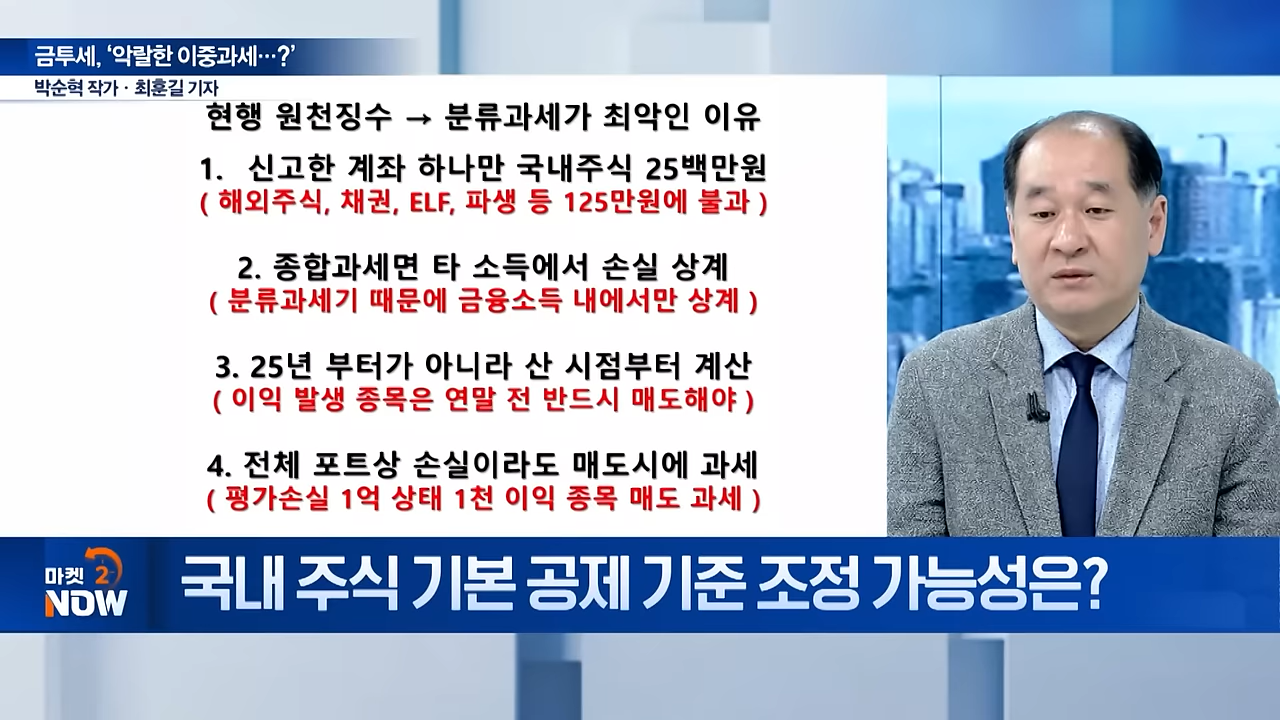 금투세, ‘악랄한 이중과세…?’
박순혁 작가 · 최훈길 기자
현행 원천징수 → 분류과세가 최악인 이유
1. 신고한 계좌 하나만 국내주식 25백만원
( 해외주식, 채권, ELF, 파생 등 125만원에 불과 )
2. 종합과세면 타 소득에서 손실 상계
( 분류과세기 때문에 금융소득 내에서만 상계 )
3. 25년 부터가 아니라 산 시점부터 계산
( 이익 발생 종목은 연말 전 반드시 매도해야 )
4. 전체 포트상 손실이라도 매도시에 과세
( 평가손실 1억 상태 1천 이익 종목 매도 과세 )
마켓 2
NOW
국내 주식 기본 공제 기준 조정 가능성은?